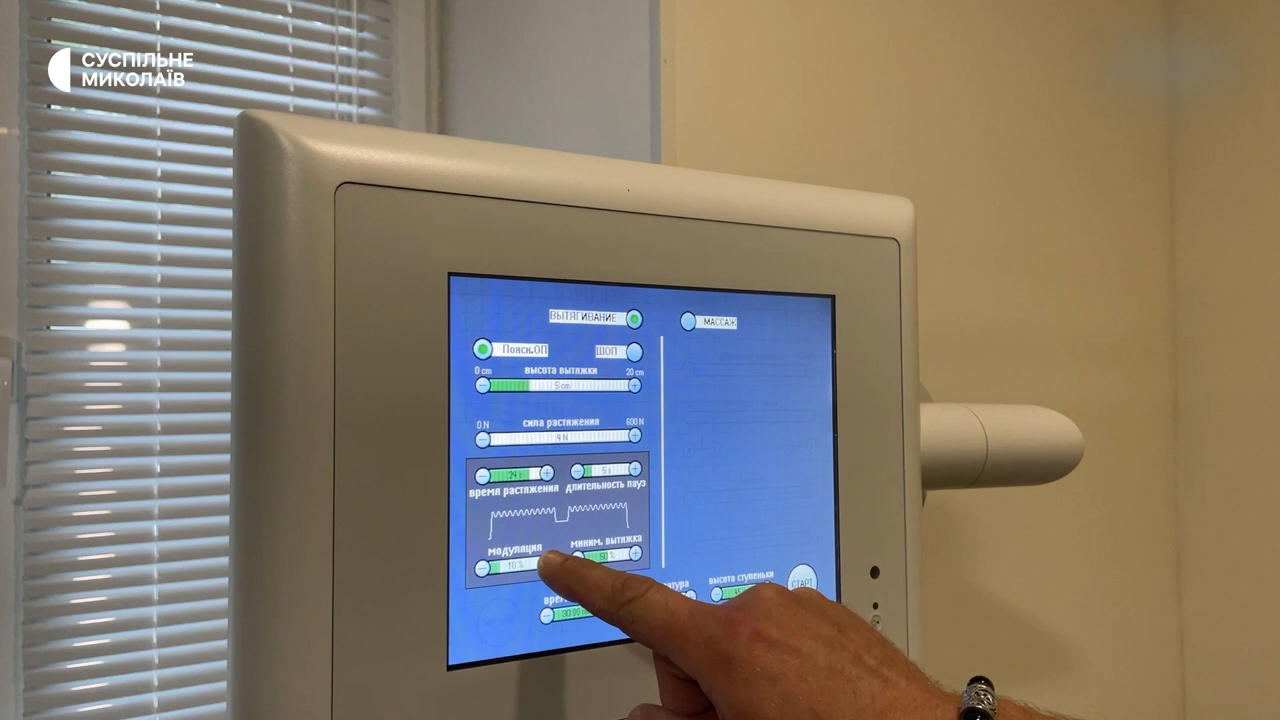 СУСПІЛЬНЕ
МИКОЛАЇВ
ВЫТЯГИВАНИЕ
МАССАЖ
Поясн.ОП
ШОП
0 cm
высота вытяжки
20 cm
5 cm
0 N
сила растяжения
600 N
4 N
24 s
5 s
время растяжения
длительность пауз
модуляция
миним. вытяжка
10 %
50 %
высота ступеньки
СТАРТ